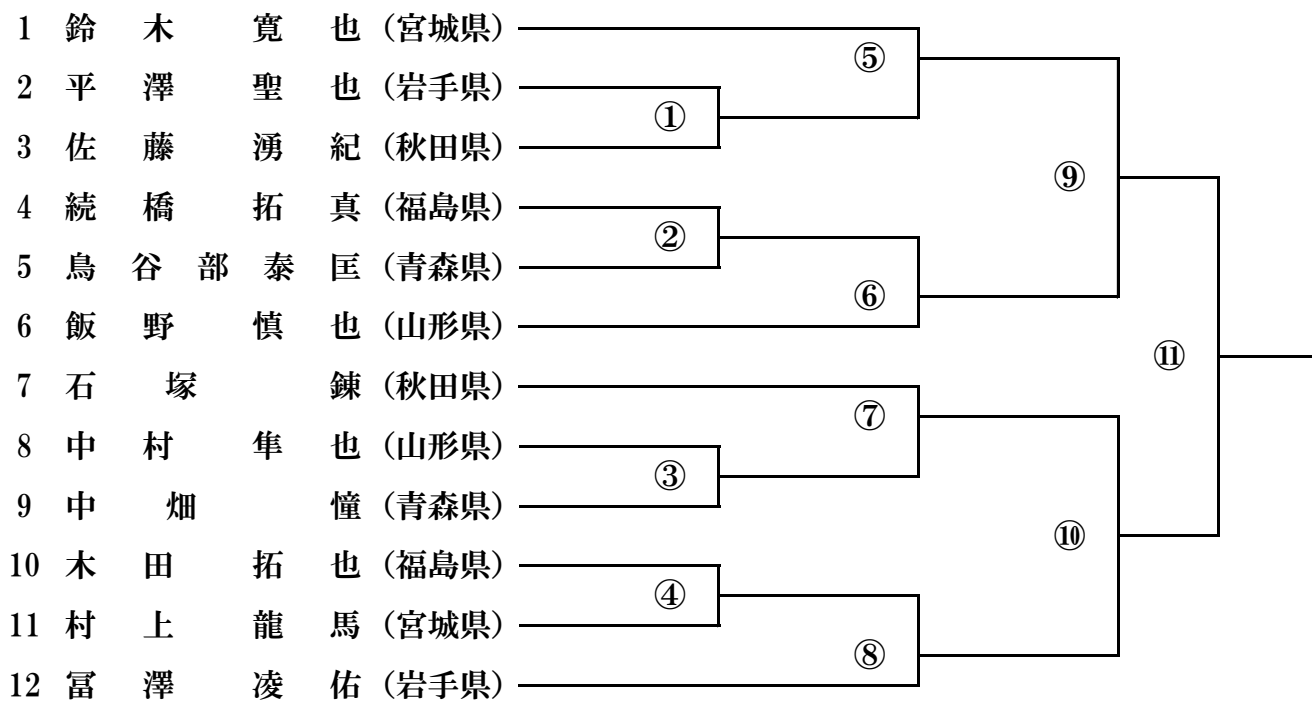 1 鈴木寛也（宮城県）
⑤
2 平澤聖也（岩手県）
①
3 佐藤湧紀（秋田県）
⑨
4 続橋拓真（福島県）
②
5 鳥谷部泰匡（青森県）
⑥
6 飯野慎也（山形県）
⑪
7 石塚錬（秋田県）
⑦
8 中村隼也（山形県）
③
9 中畑憧（青森県）
⑩
10 木田拓也（福島県）
④
11 村上龍馬（宮城県）
⑧
12 冨澤凌佑（岩手県）